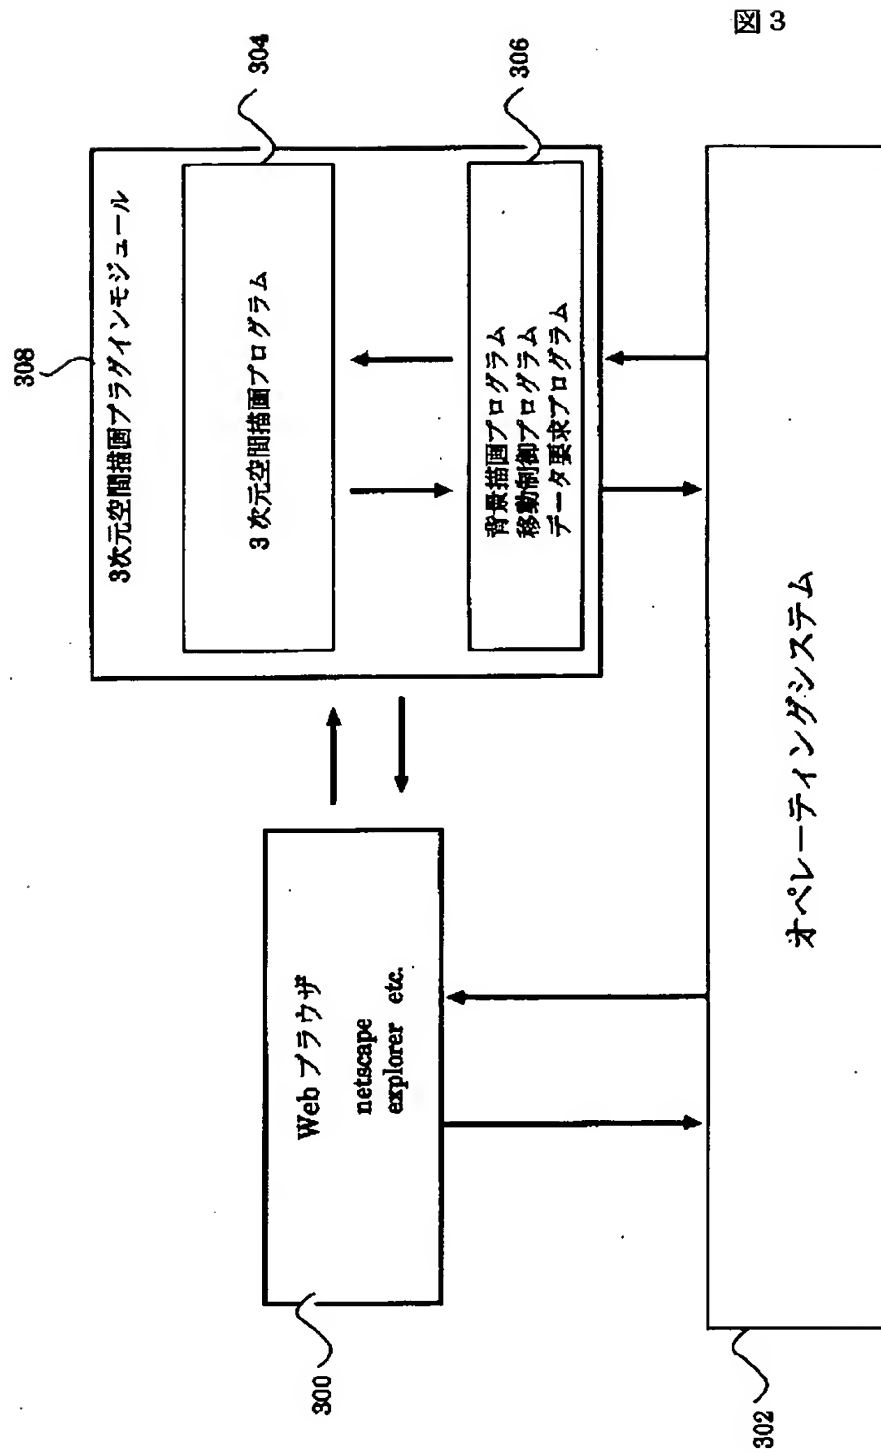 図3
308
3次元空間描画プラグインモジュール
304
3次元空間描画プログラム
306
背景描画プログラム
移動制御プログラム
データ要求プログラム
300
Web ブラウザ
netscape
explorer etc.
302
オペレーティングシステム